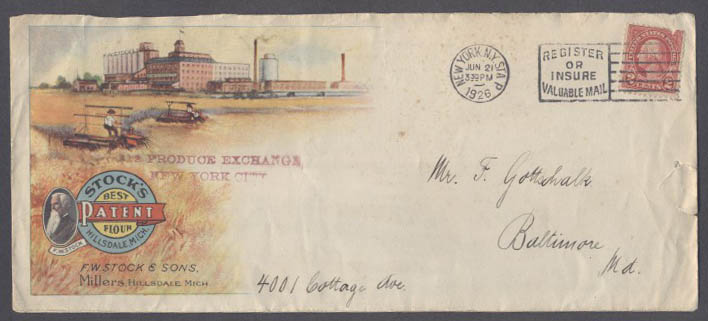 NEW YORK, N.Y. STA. P
JUN 21
3 30 PM
1926
REGISTER
OR
INSURE
VALUABLE MAIL
PRODUCE EXCHANGE,
NEW YORK CITY
STOCK'S
BEST
PATENT
FLOUR
HILLSDALE, MICH.
F.W. STOCK
F.W. STOCK & SONS,
Millers, HILLSDALE, MICH.
Mr. F. Gottschalk
Baltimore
Md.
4001 Cottage Ave.